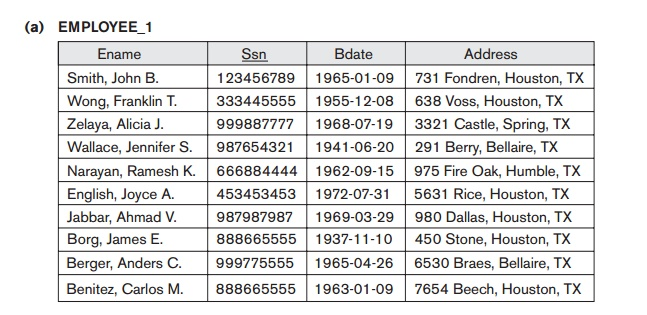 (a) EMPLOYEE_1
Ename Ssn Bdate Address
Smith, John B. 123456789 1965-01-09 731 Fondren, Houston, TX
Wong, Franklin T. 333445555 1955-12-08 638 Voss, Houston, TX
Zelaya, Alicia J. 999887777 1968-07-19 3321 Castle, Spring, TX
Wallace, Jennifer S. 987654321 1941-06-20 291 Berry, Bellaire, TX
Narayan, Ramesh K. 666884444 1962-09-15 975 Fire Oak, Humble, TX
English, Joyce A. 453453453 1972-07-31 5631 Rice, Houston, TX
Jabbar, Ahmad V. 987987987 1969-03-29 980 Dallas, Houston, TX
Borg, James E. 888665555 1937-11-10 450 Stone, Houston, TX
Berger, Anders C. 999775555 1965-04-26 6530 Braes, Bellaire, TX
Benitez, Carlos M. 888665555 1963-01-09 7654 Beech, Houston, TX